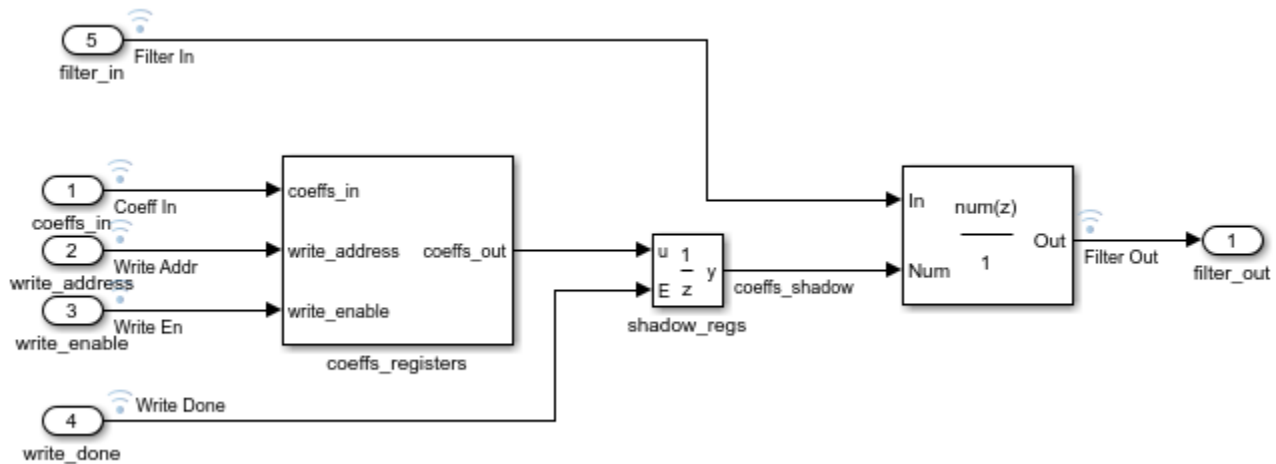 5
Filter In
filter_in
1
Coeff In
coeffs_in
2
Write Addr
write_address
3
Write En
write_enable
4
Write Done
write_done
coeffs_in
write_address
write_enable
coeffs_out
coeffs_registers
u
E
1
z
y
shadow_regs
coeffs_shadow
In
Num
num(z)
1
Out
Filter Out
1
filter_out